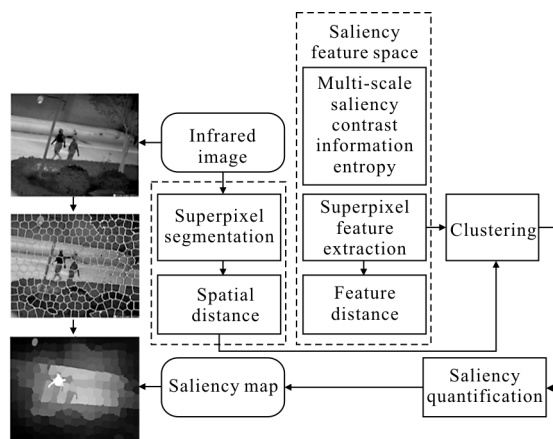 Saliency
feature space
Multi-scale
saliency
contrast
information
entropy
Infrared
image
Superpixel
segmentation
Superpixel
feature
extraction
Clustering
Spatial
distance
Feature
distance
Saliency map
Saliency
quantification